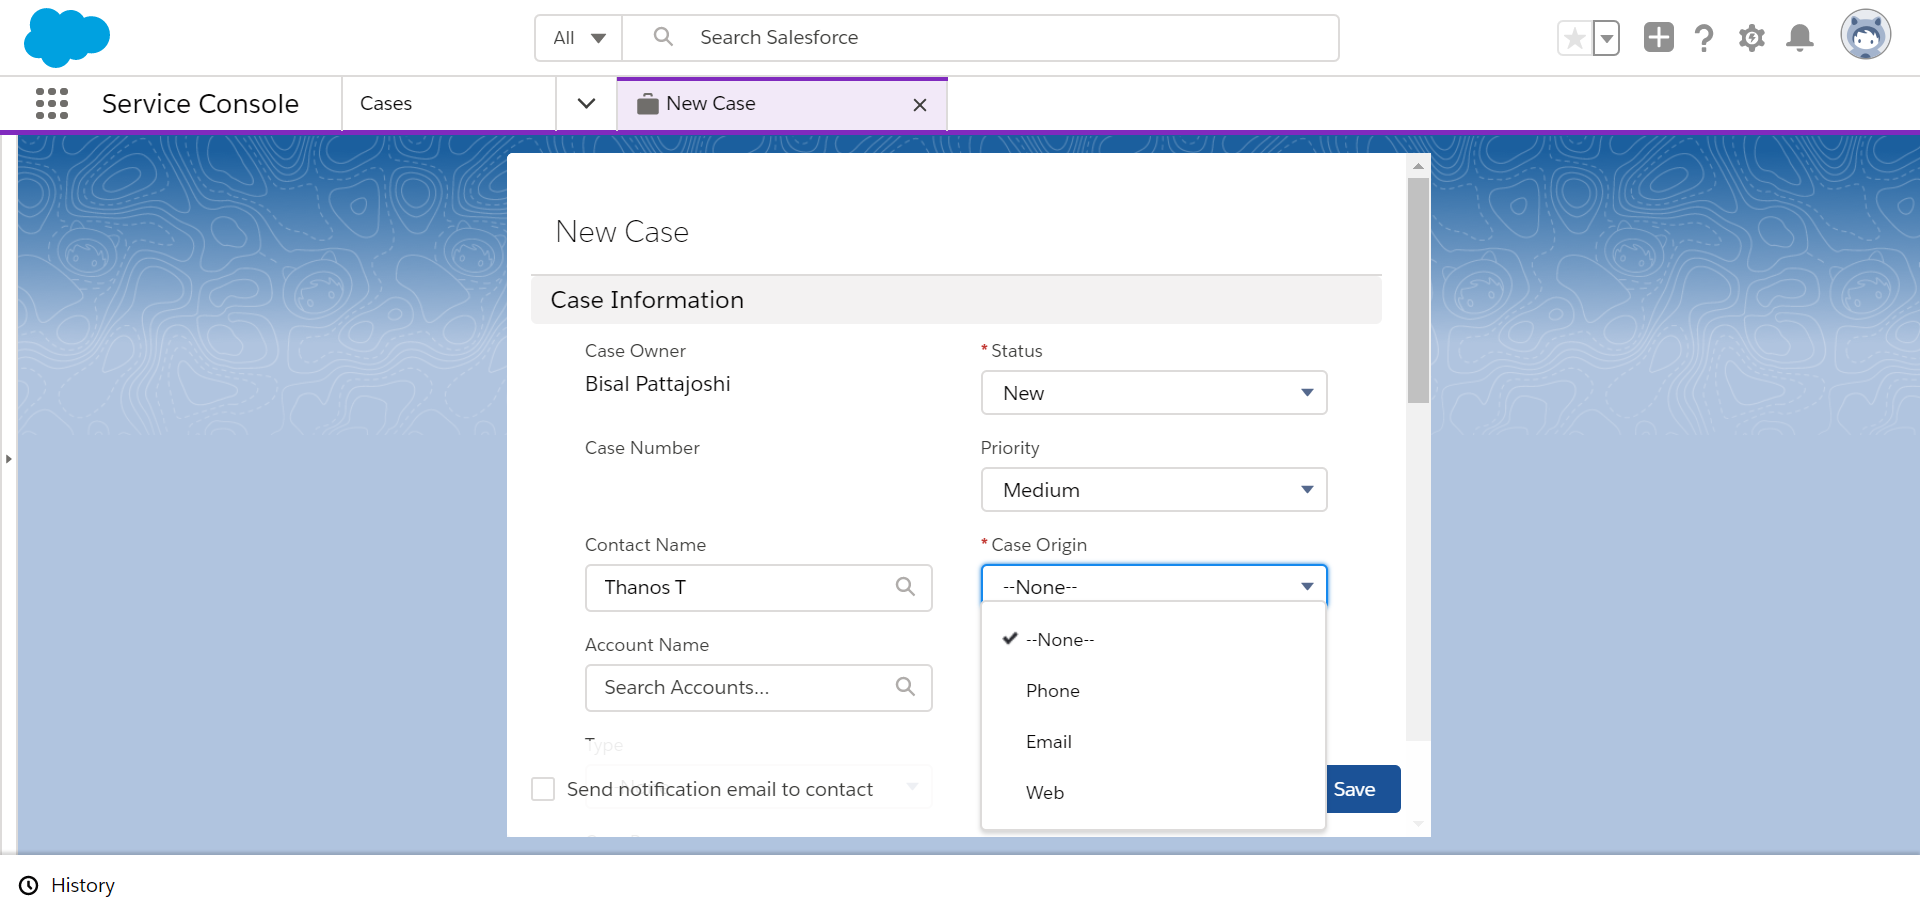 All
Search Salesforce
Service Console
Cases
New Case
New Case
Case Information
Case Owner
Bisal Pattajoshi
* Status
New
Case Number
Priority
Medium
Contact Name
Thanos T
* Case Origin
--None--
--None--
Phone
Email
Web
Account Name
Search Accounts...
Type
Send notification email to contact
Save
History